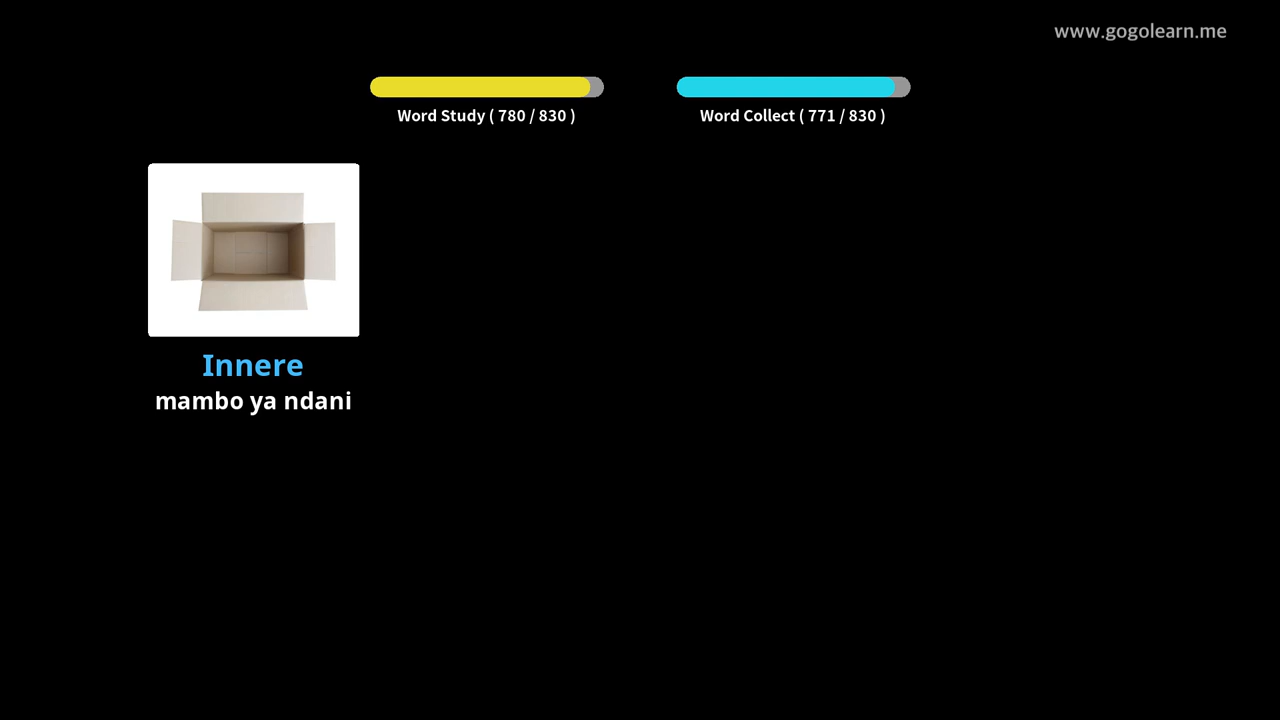 www.gogolearn.me
Word Study ( 780 / 830 )
Word Collect ( 771 / 830 )
Innere
mambo ya ndani